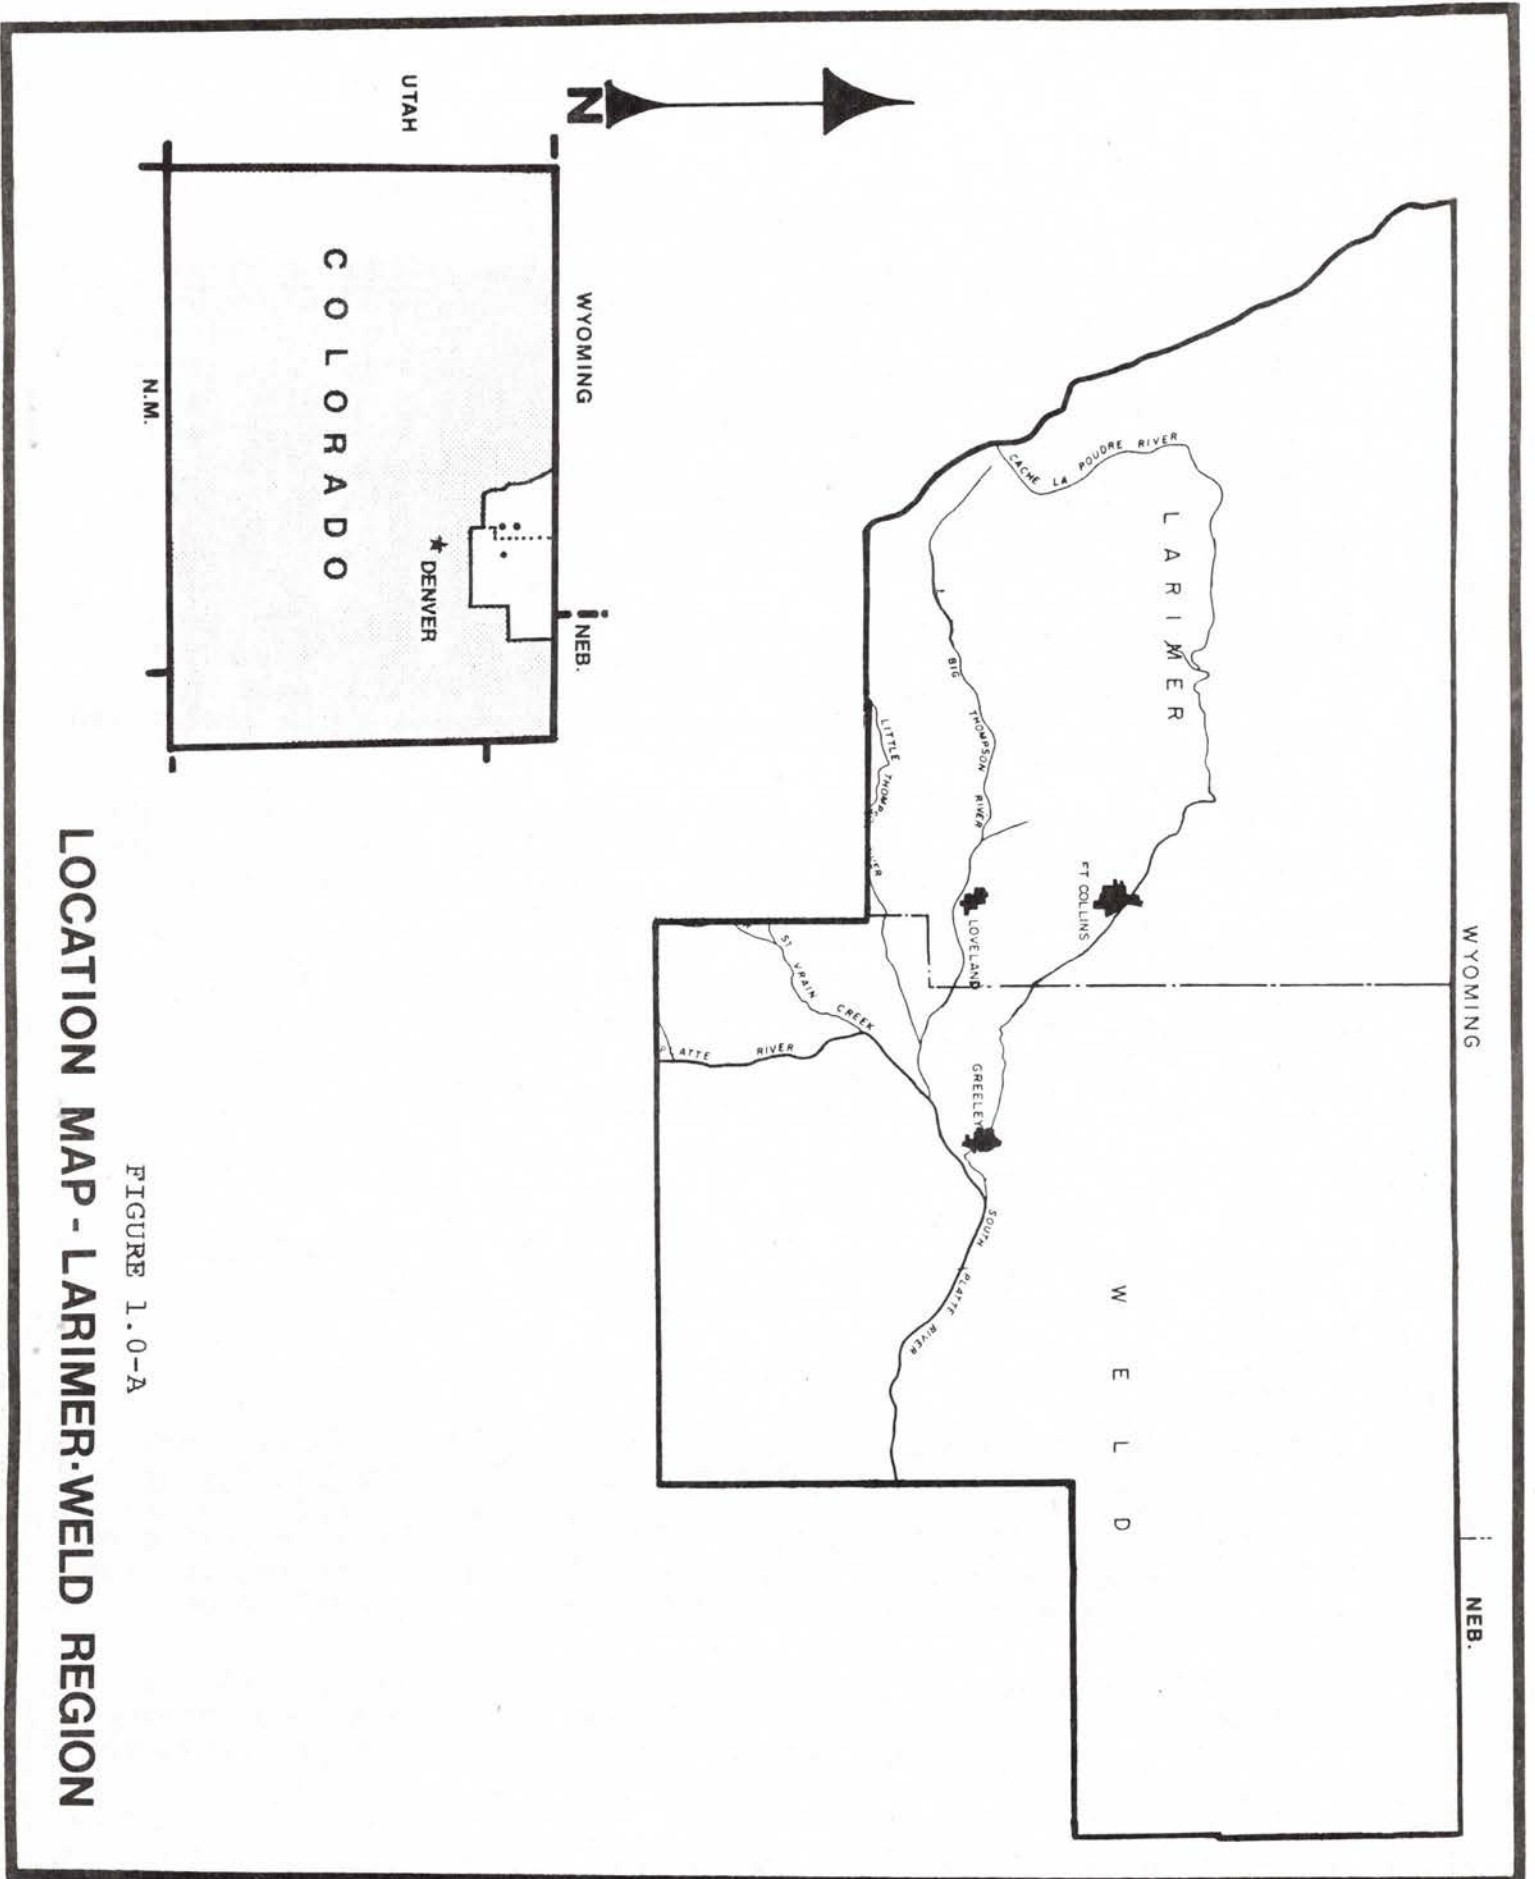 WYOMING
NEB.
LARIMER
WELD
CACHE LA POUDRE RIVER
FT COLLINS
BIG THOMPSON RIVER
LOVELAND
GREELEY
LITTLE
ST VRAIN CREEK
PLATTE RIVER
SOUTH PLATTE RIVER
N
WYOMING
NEB.
UTAH
COLORADO
DENVER
N.M.
FIGURE 1.0-A
LOCATION MAP - LARIMER·WELD REGION